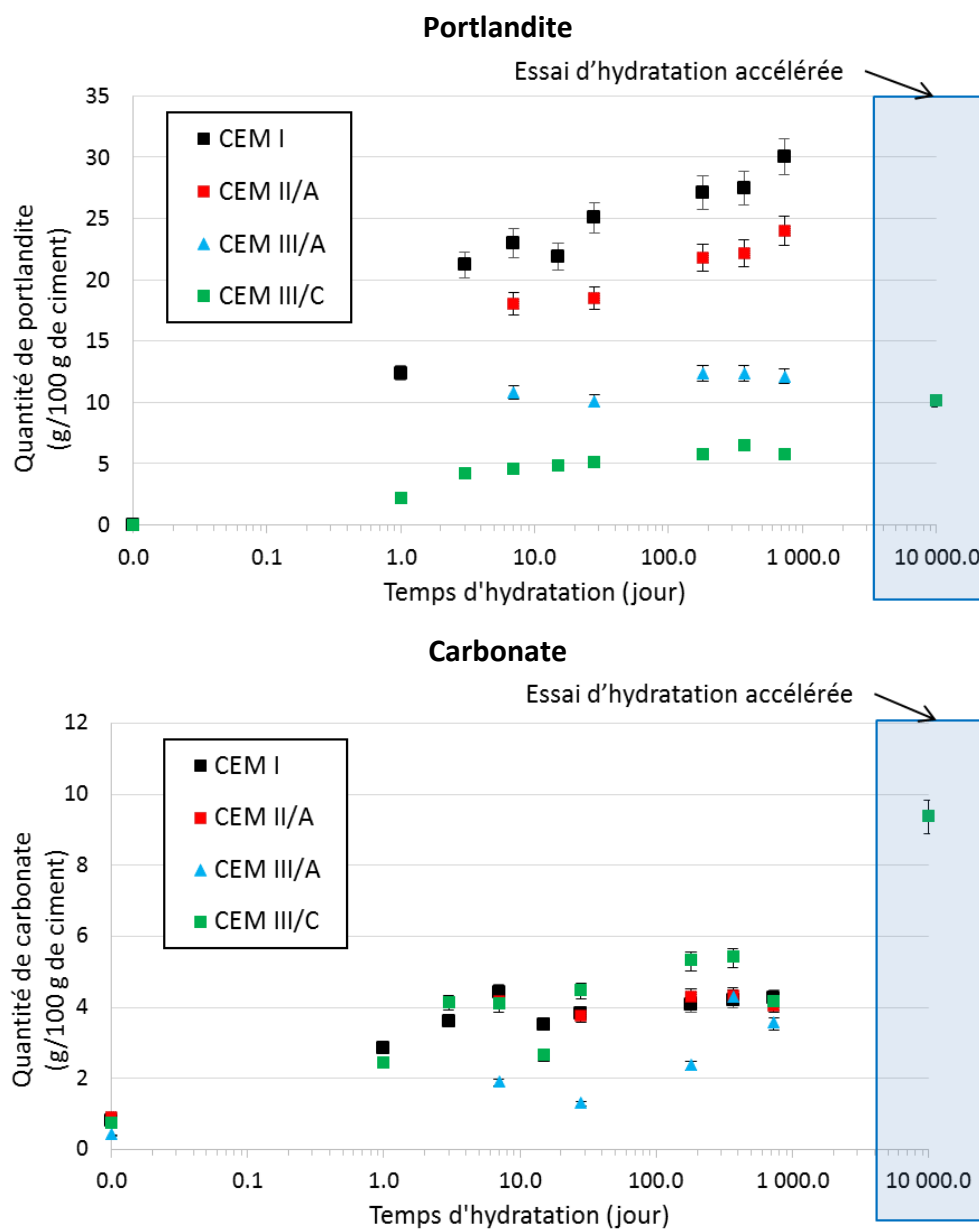 Portlandite
Essai d’hydratation accélérée
35
30
25
20
15
10
5
0
Quantité de portlandite
(g/100 g de ciment)
CEM I
CEM II/A
CEM III/A
CEM III/C
0.0 0.1 1.0 10.0 100.0 1 000.0 10 000.0
Temps d'hydratation (jour)
Carbonate
Essai d’hydratation accélérée
12
10
8
6
4
2
0
Quantité de carbonate
(g/100 g de ciment)
CEM I
CEM II/A
CEM III/A
CEM III/C
0.0 0.1 1.0 10.0 100.0 1 000.0 10 000.0
Temps d'hydratation (jour)